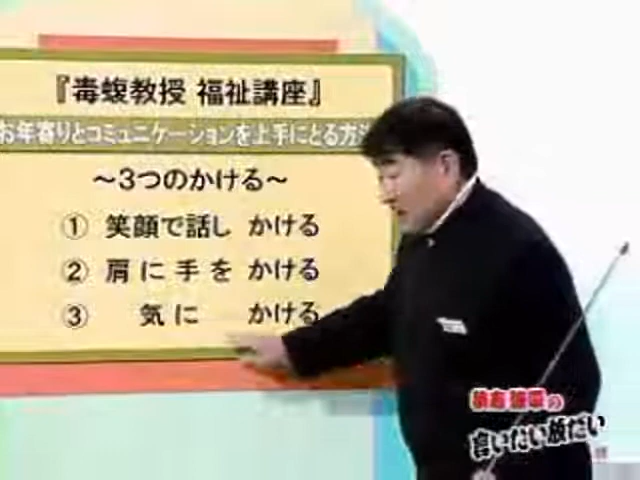 『毒蝮教授 福祉講座』
お年寄りとコミュニケーションを上手にとる方法
～3つのかける～
① 笑顔で話し かける
② 肩に手を かける
③ 気に かける
の
言いたい放だい